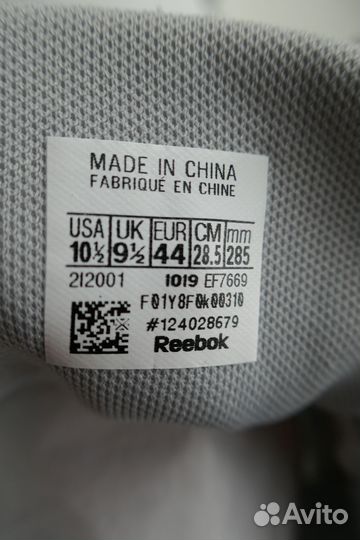 MADE IN CHINA
FABRIQUÉ EN CHINE
USA UK EUR CM mm
10½ 9½ 44 28.5 285
2I2001 1019 EF7669
F01Y8F0k00310
#124028679
Reebok
Avito